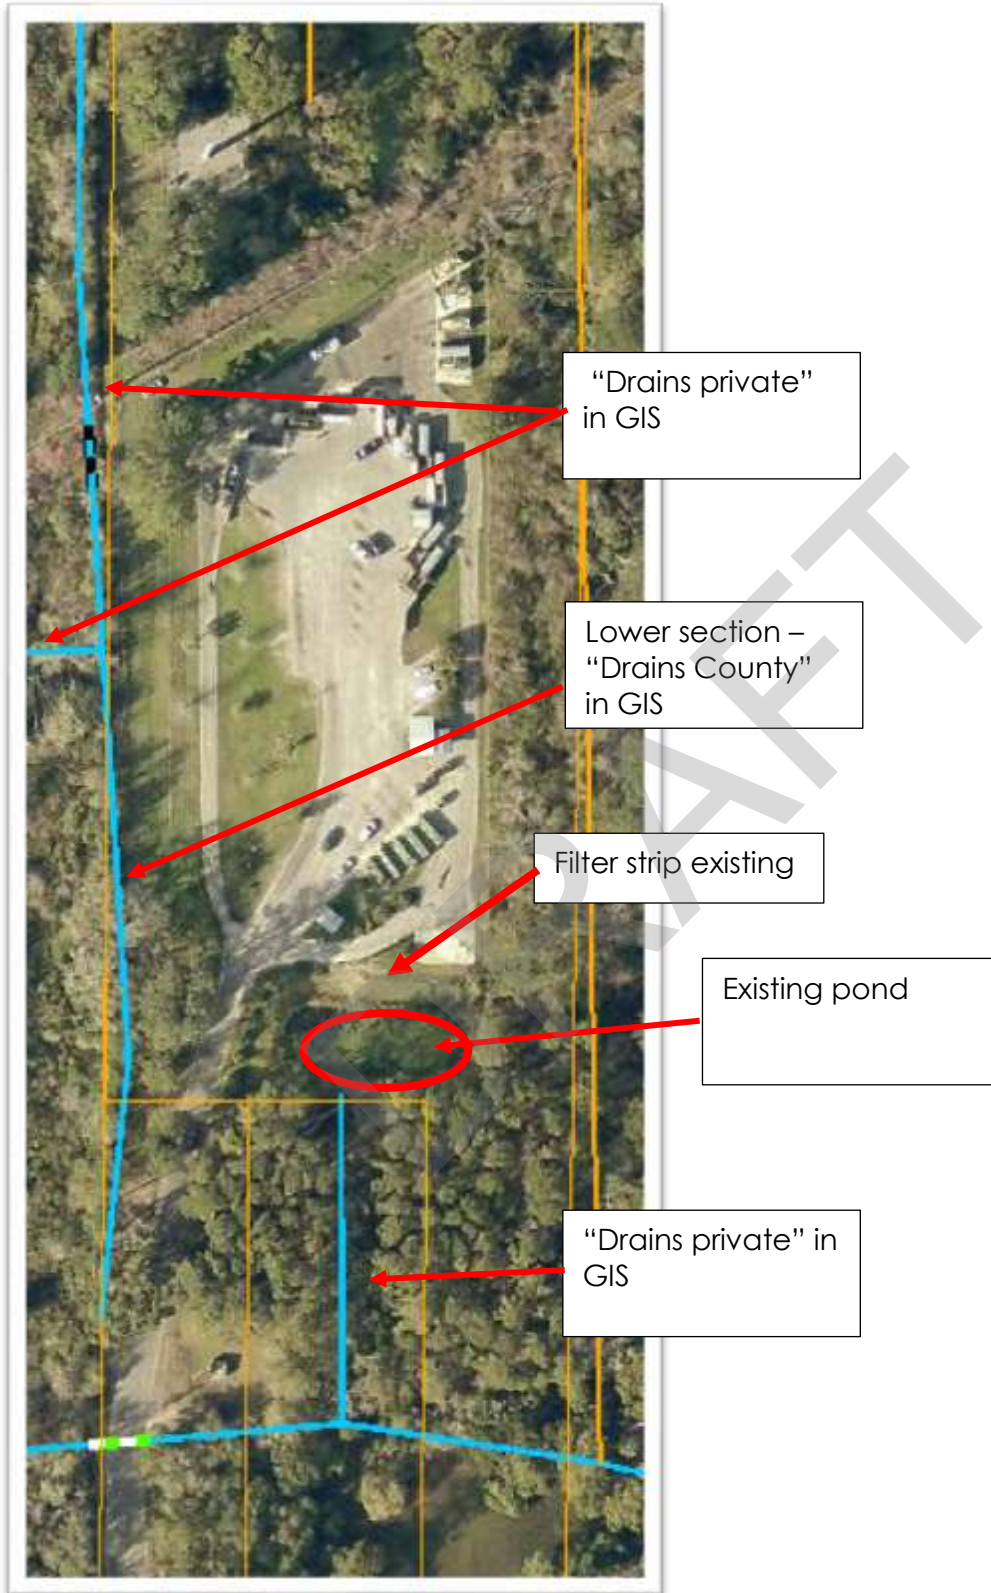 “Drains private”
in GIS
Lower section –
“Drains County”
in GIS
Filter strip existing
Existing pond
“Drains private” in
GIS
DRAFT